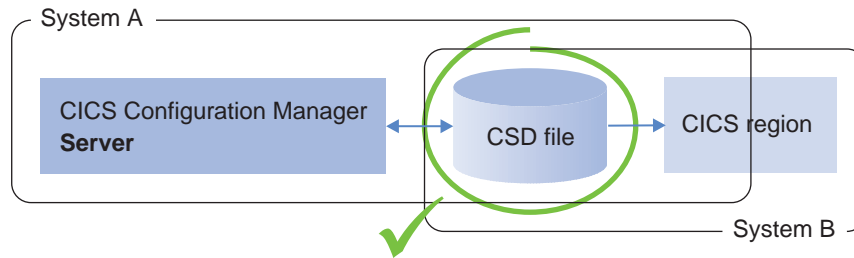 System A
CICS Configuration Manager
Server
CSD file
CICS region
System B